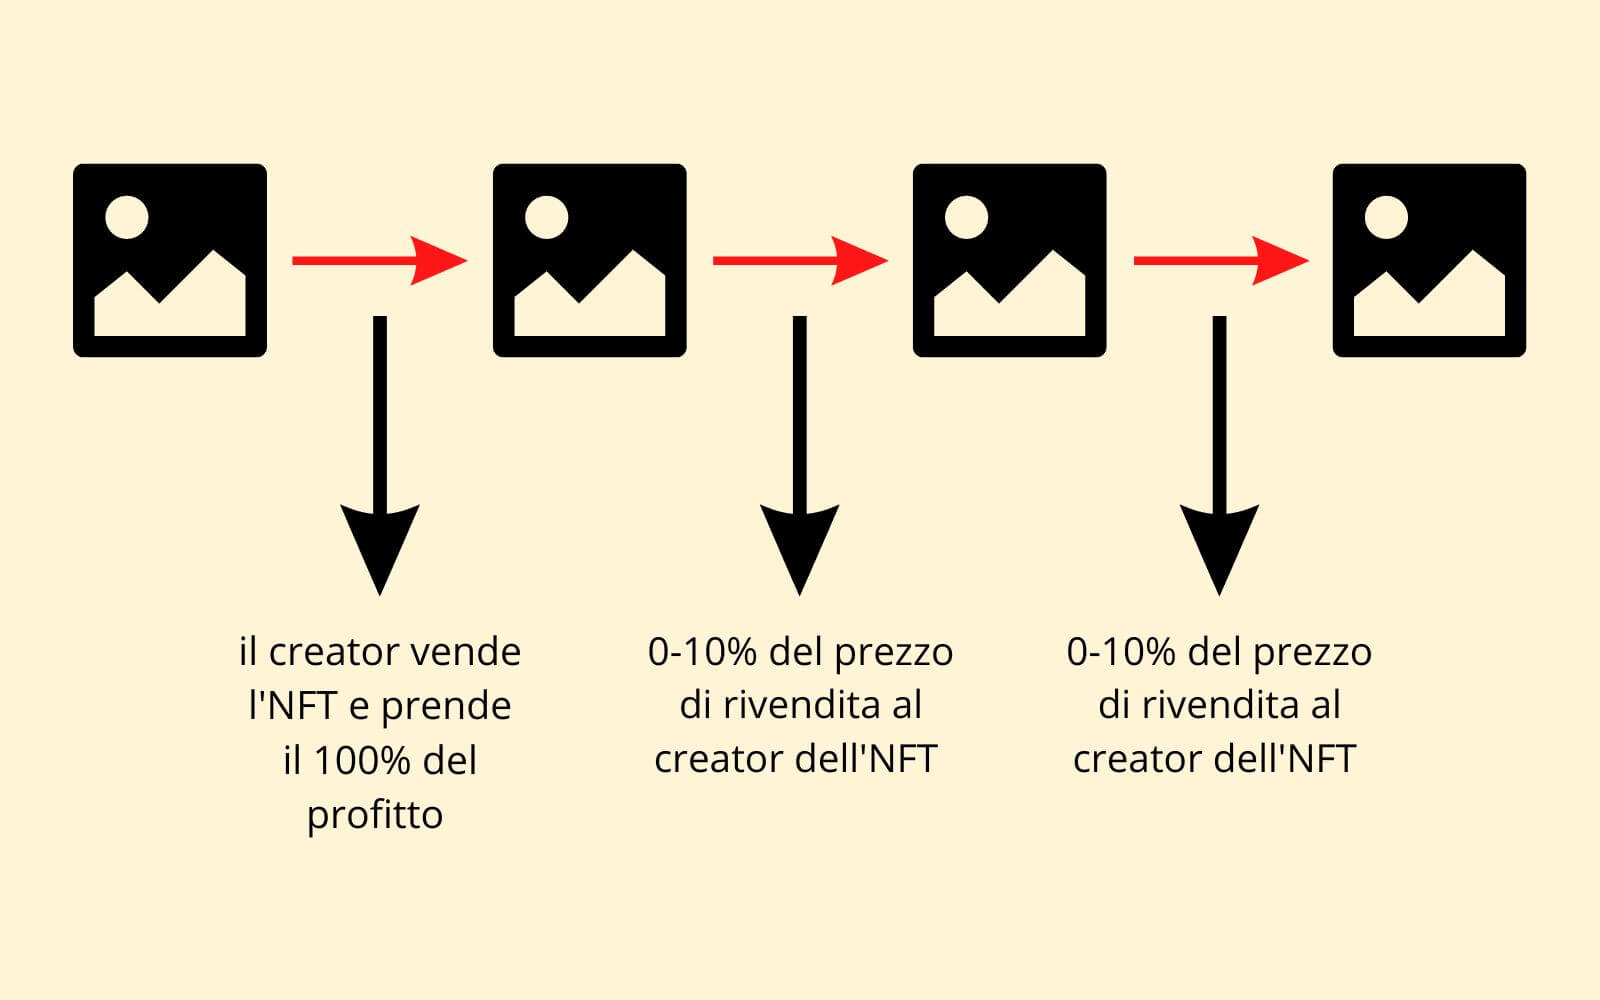 il creator vende
l'NFT e prende
il 100% del
profitto
0-10% del prezzo
di rivendita al
creator dell'NFT
0-10% del prezzo
di rivendita al
creator dell'NFT